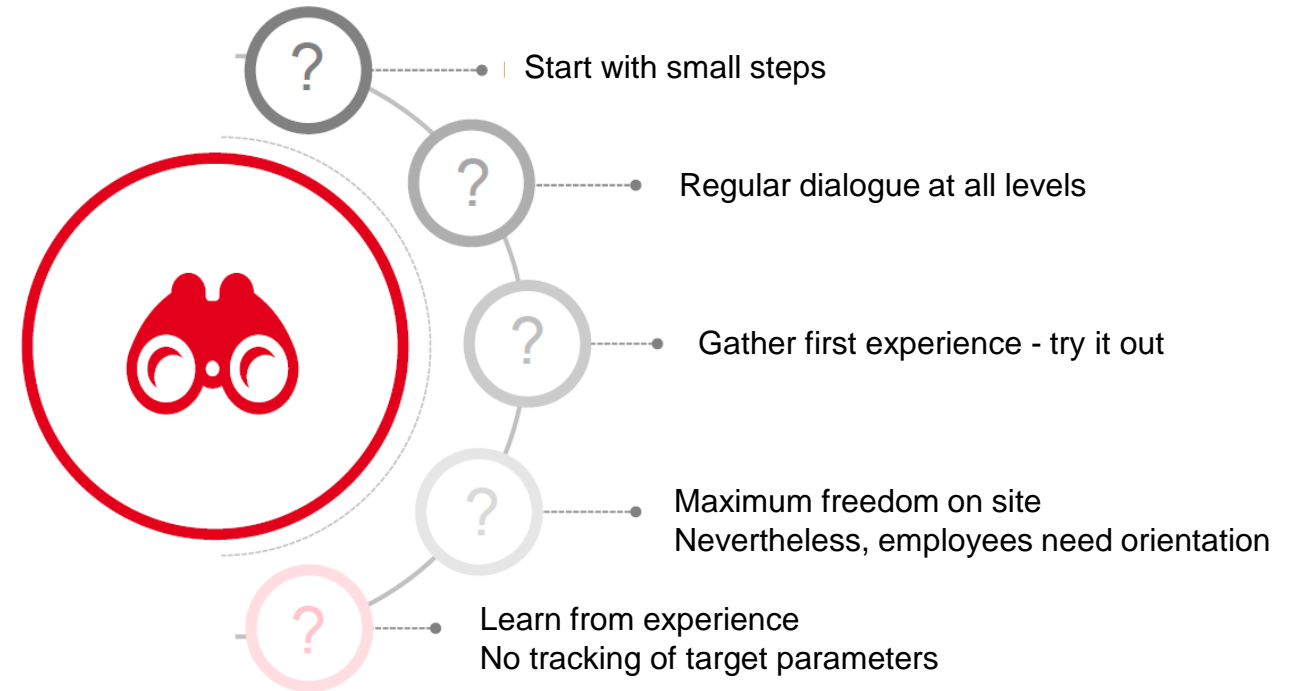 ?
Start with small steps
?
Regular dialogue at all levels
?
Gather first experience - try it out
?
Maximum freedom on site
Nevertheless, employees need orientation
?
Learn from experience
No tracking of target parameters